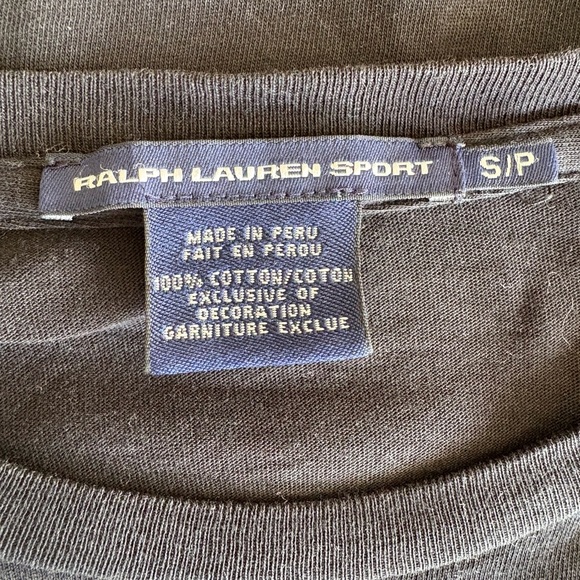 RALPH LAUREN SPORT
S/P
MADE IN PERU
FAIT EN PEROU
100% COTTON/COTON
EXCLUSIVE OF
DECORATION
GARNITURE EXCLUE